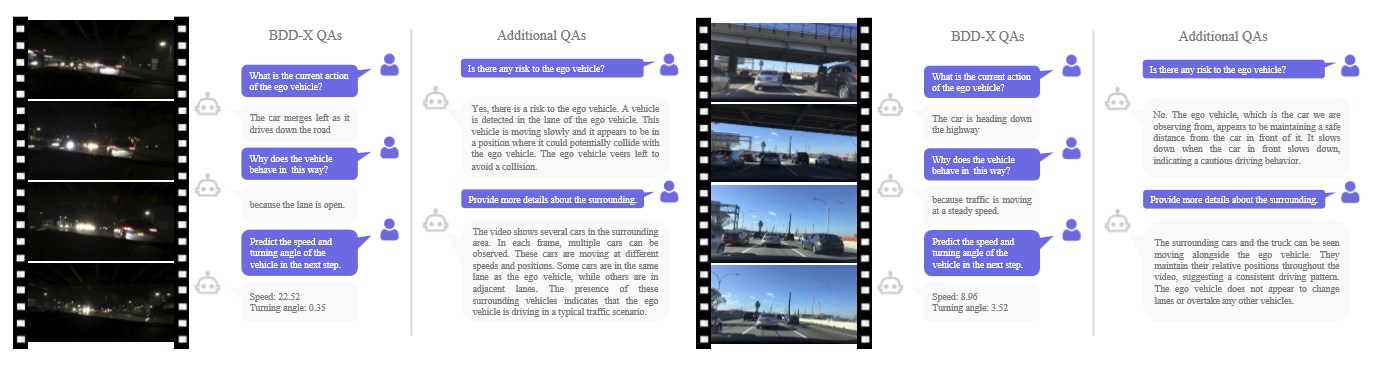 BDD-X QAs
What is the current action
of the ego vehicle?
The car merges left as it
drives down the road
Why does the vehicle
behave in this way?
because the lane is open.
Predict the speed and
turning angle of the
vehicle in the next step.
Speed: 22.52
Turning angle: 0.35
Additional QAs
Is there any risk to the ego vehicle?
Yes, there is a risk to the ego vehicle. A vehicle
is detected in the lane of the ego vehicle. This
vehicle is moving slowly and it appears to be in
a position where it could potentially collide with
the ego vehicle. The ego vehicle veers left to
avoid a collision.
Provide more details about the surrounding.
The video shows several cars in the surrounding
area. In each frame, multiple cars can be
observed. These cars are moving at different
speeds and positions. Some cars are in the same
lane as the ego vehicle, while others are in
adjacent lanes. The presence of these
surrounding vehicles indicates that the ego
vehicle is driving in a typical traffic scenario.
BDD-X QAs
What is the current action
of the ego vehicle?
The car is heading down
the highway
Why does the vehicle
behave in this way?
because traffic is moving
at a steady speed.
Predict the speed and
turning angle of the
vehicle in the next step.
Speed: 8.96
Turning angle: 3.52
Additional QAs
Is there any risk to the ego vehicle?
No. The ego vehicle, which is the car we are
observing from, appears to be maintaining a safe
distance from the car in front of it. It slows
down when the car in front slows down,
indicating a cautious driving behavior.
Provide more details about the surrounding.
The surrounding cars and the truck can be seen
moving alongside the ego vehicle. They
maintain their relative positions throughout the
video, suggesting a consistent driving pattern.
The ego vehicle does not appear to change
lanes or overtake any other vehicles.